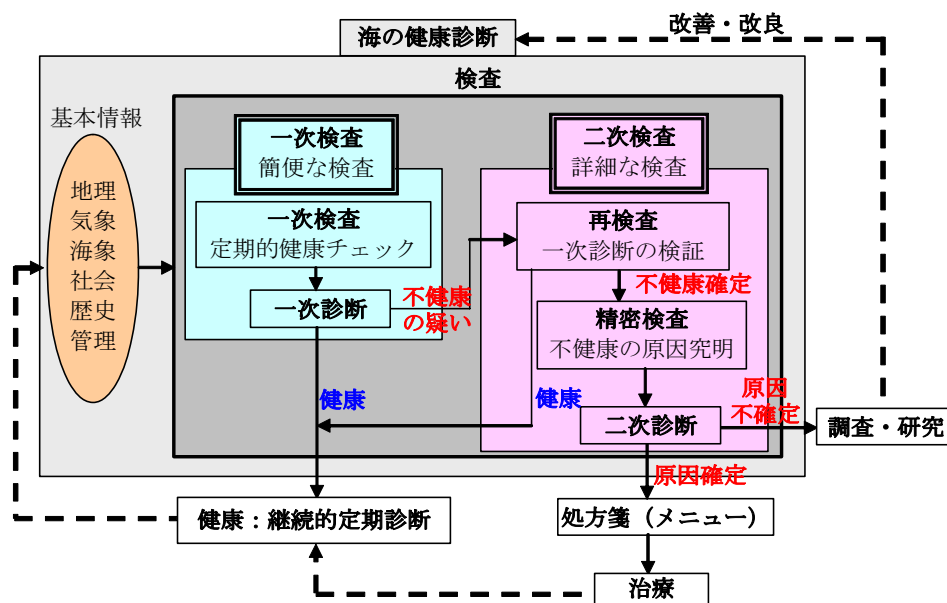 改善・改良
海の健康診断
検査
基本情報
地理
気象
海象
社会
歴史
管理
一次検査
簡便な検査
一次検査
定期的健康チェック
一次診断
不健康
の疑い
健康
二次検査
詳細な検査
再検査
一次診断の検証
不健康確定
精密検査
不健康の原因究明
健康
二次診断
原因
不確定
調査・研究
原因確定
健康：継続的定期診断
処方箋（メニュー）
治療